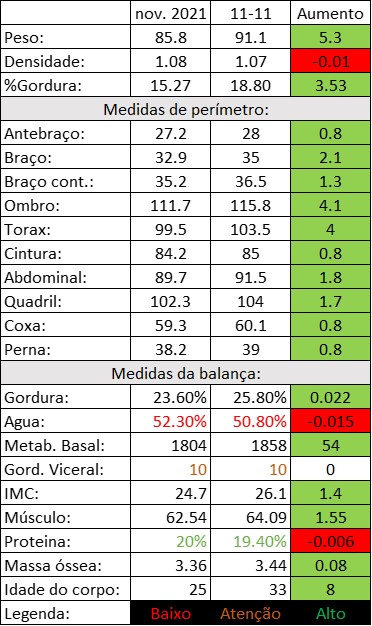 nov. 2021 11-11 Aumento
Peso: 85.8 91.1 5.3
Densidade: 1.08 1.07 -0.01
%Gordura: 15.27 18.80 3.53
Medidas de perímetro:
Antebraço: 27.2 28 0.8
Braço: 32.9 35 2.1
Braço cont.: 35.2 36.5 1.3
Ombro: 111.7 115.8 4.1
Torax: 99.5 103.5 4
Cintura: 84.2 85 0.8
Abdominal: 89.7 91.5 1.8
Quadril: 102.3 104 1.7
Coxa: 59.3 60.1 0.8
Perna: 38.2 39 0.8
Medidas da balança:
Gordura: 23.60% 25.80% 0.022
Agua: 52.30% 50.80% -0.015
Metab. Basal: 1804 1858 54
Gord. Viceral: 10 10 0
IMC: 24.7 26.1 1.4
Músculo: 62.54 64.09 1.55
Proteina: 20% 19.40% -0.006
Massa óssea: 3.36 3.44 0.08
Idade do corpo: 25 33 8
Legenda: Baixo Atenção Alto